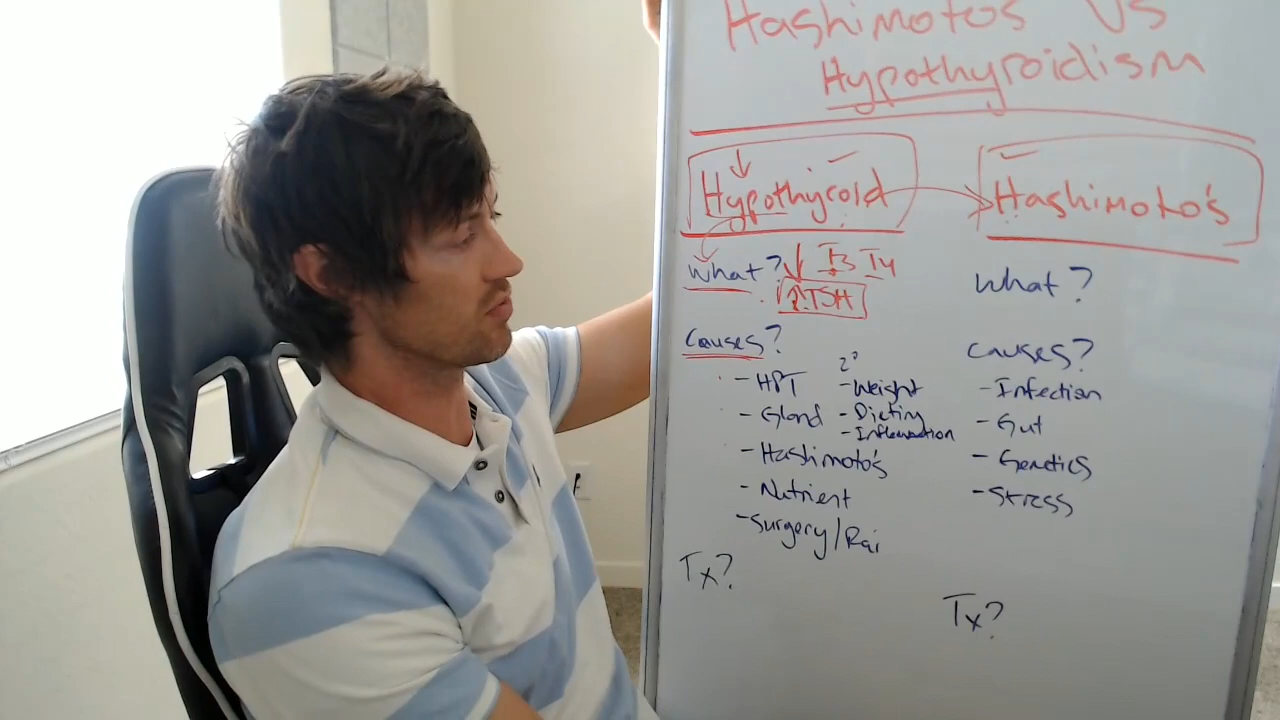 Hashimotos Vs
Hypothyroidism
↓
Hypothyroid
Hashimoto's
What? ↓ T3 T4
↑TSH
Causes?
- HPT
- Gland
- Hashimoto's
- Nutrient
- Surgery/Rai
2°
- Weight
- Dieting
- Inflammation
Tx?
What?
Causes?
- Infection
- Gut
- Genetics
- Stress
Tx?